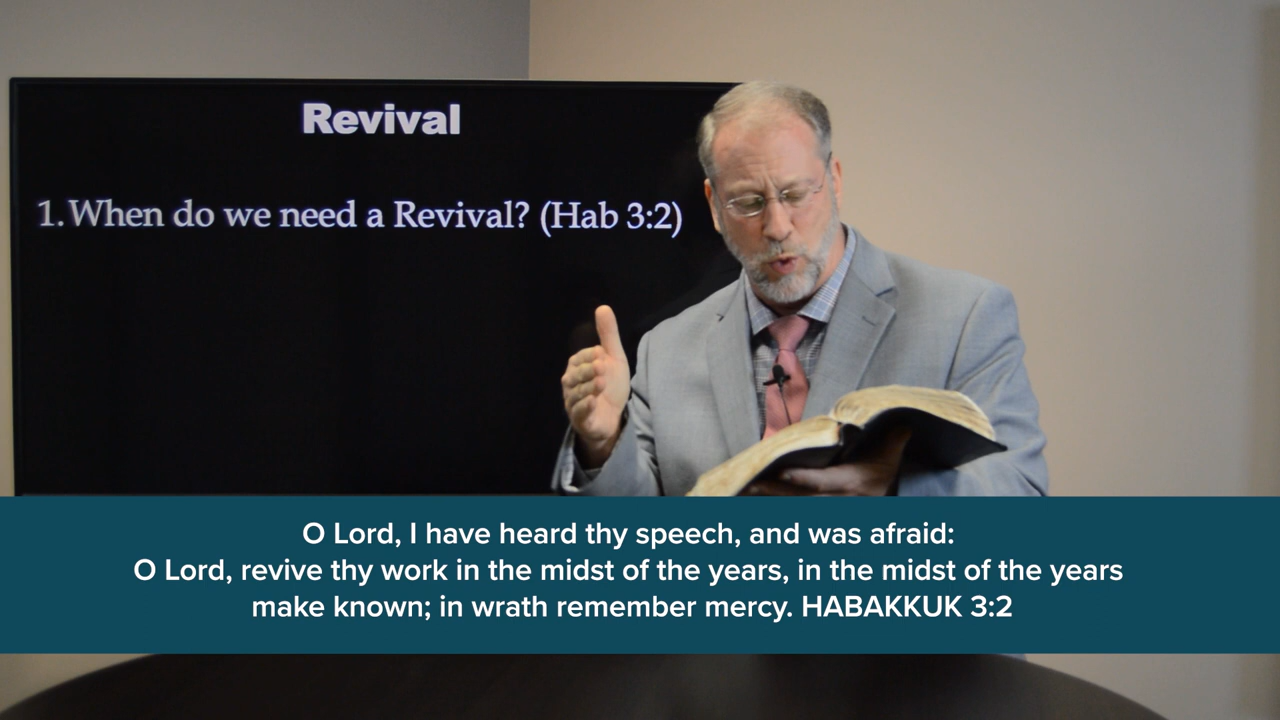 Revival
1. When do we need a Revival? (Hab 3:2)
O Lord, I have heard thy speech, and was afraid:
O Lord, revive thy work in the midst of the years, in the midst of the years
make known; in wrath remember mercy. HABAKKUK 3:2